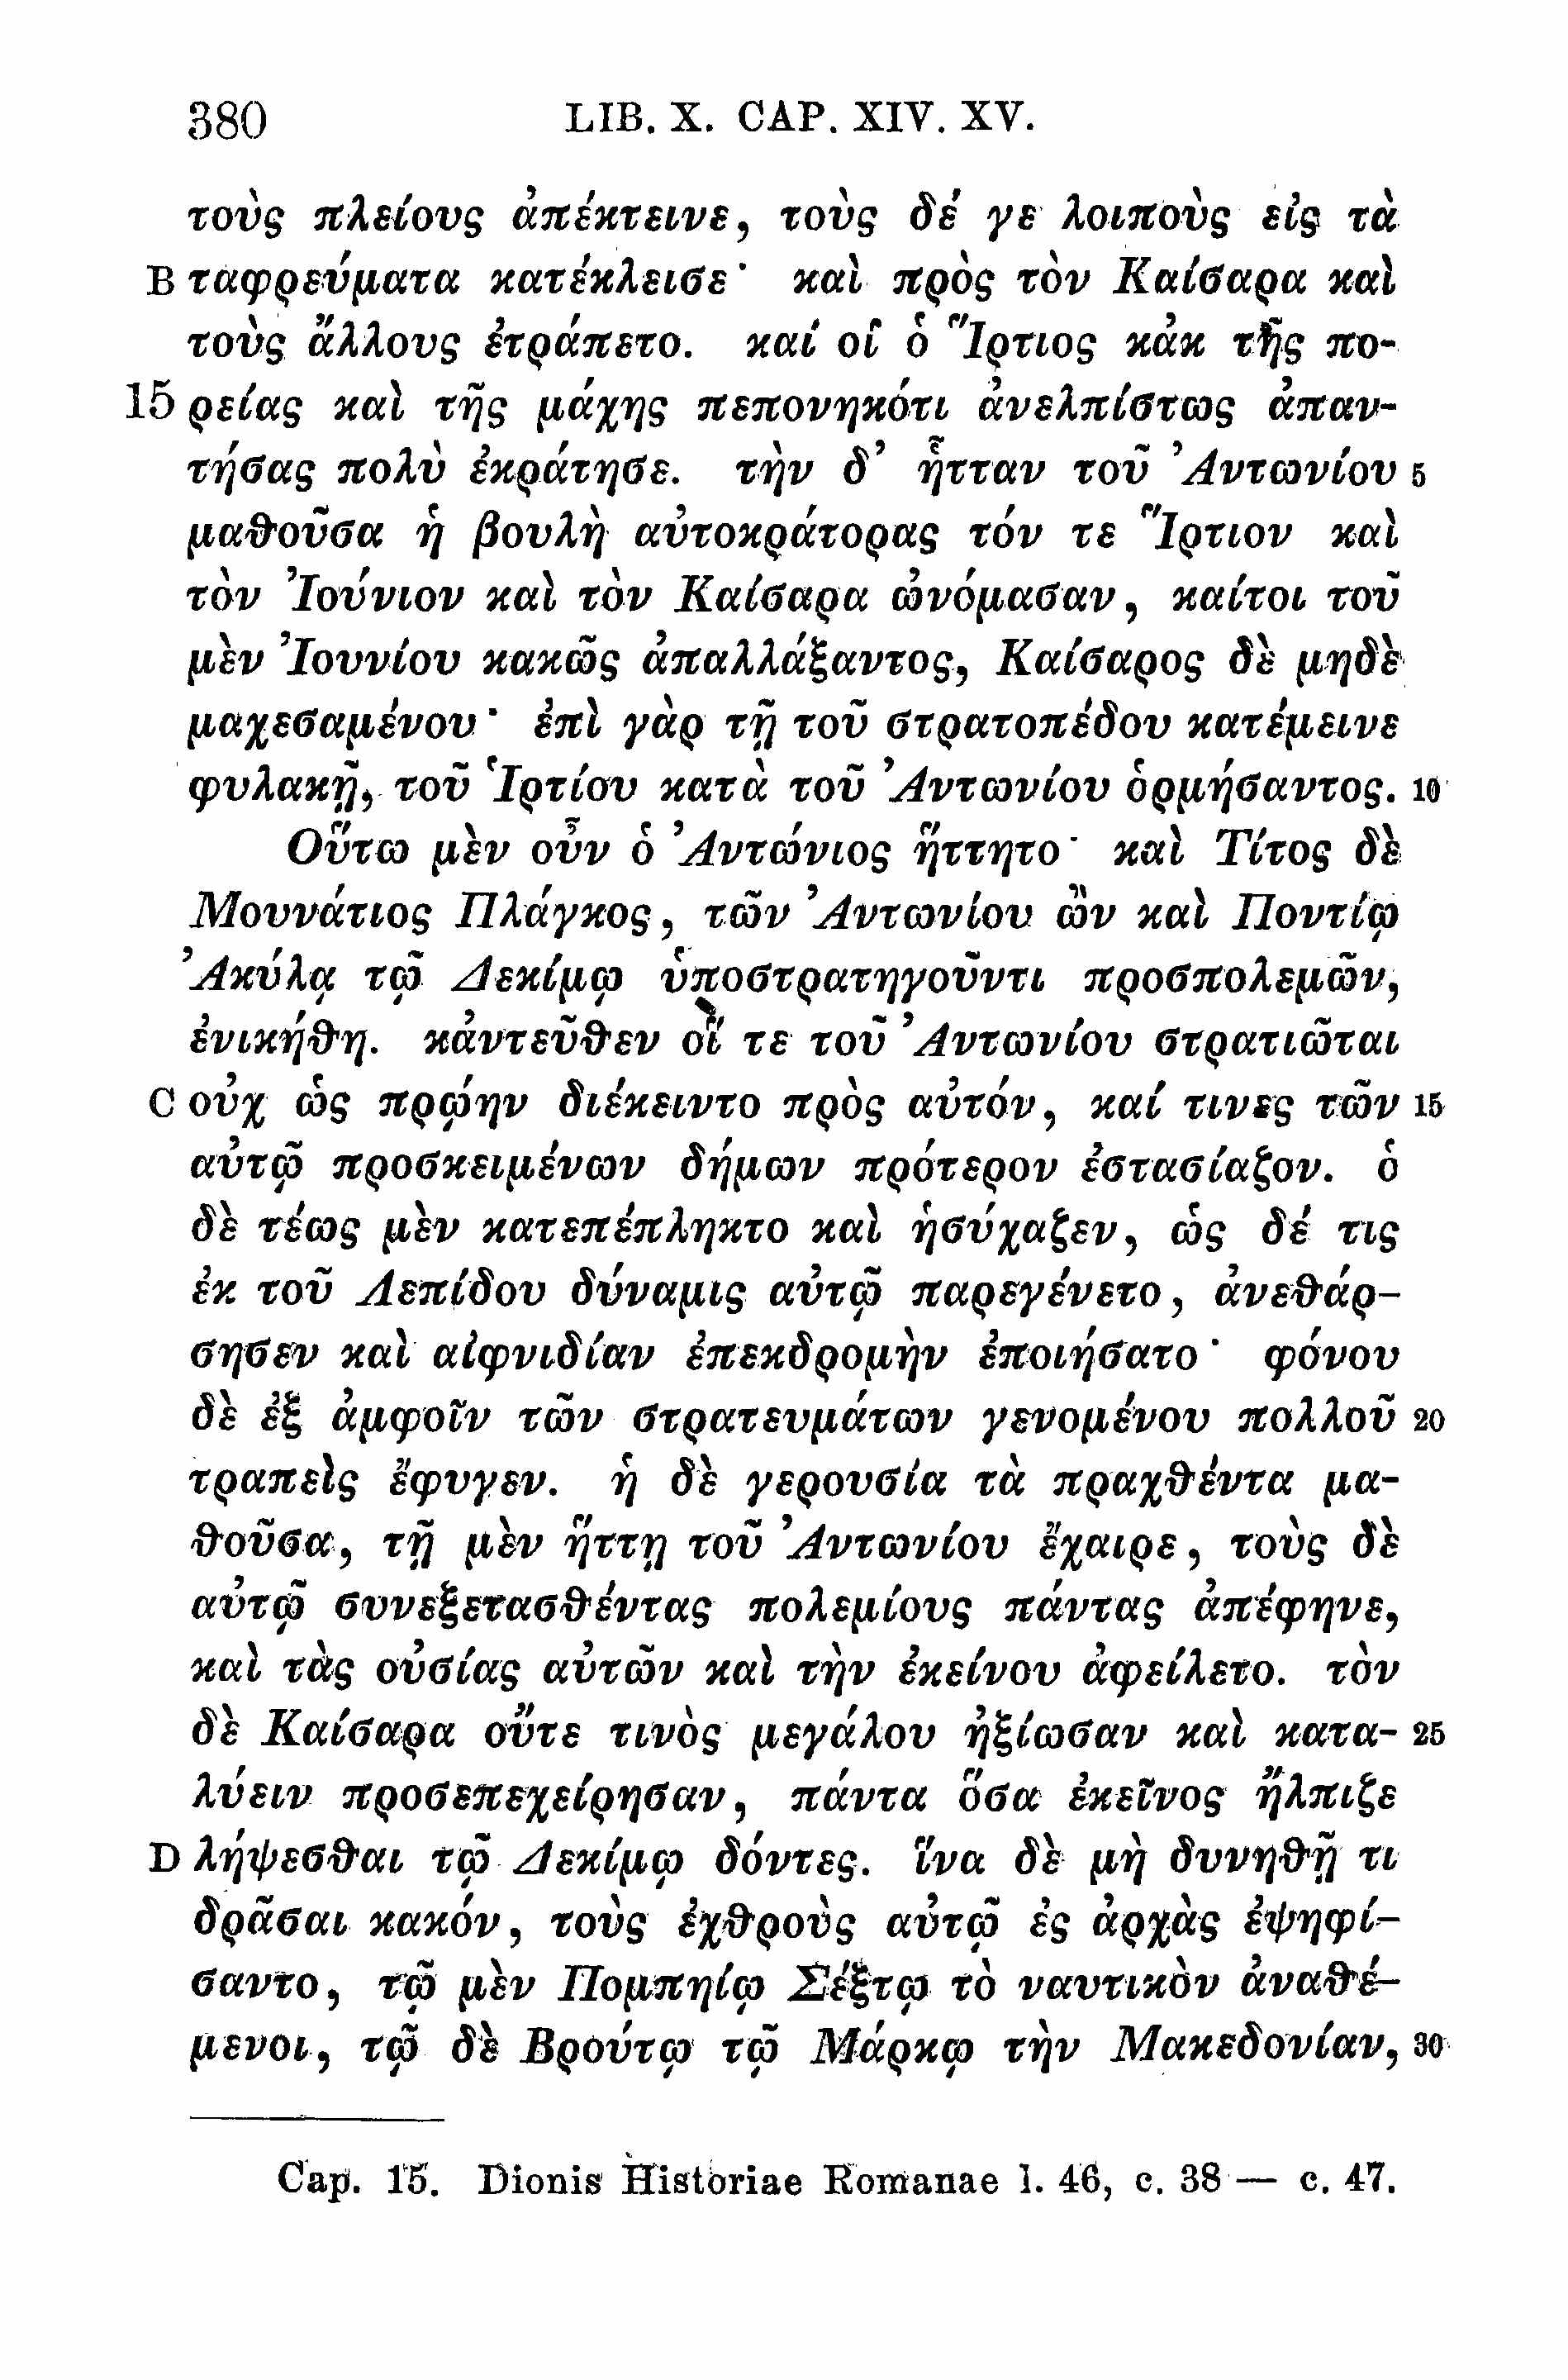 380 LIB. X. CAP. XIV. XV.
τοὺς πλείους ἀπέκτεινε, τοὺς δέ γε λοιποὺς εἰς τὰ
B ταφρεύματα κατέκλεισε· καὶ πρὸς τὸν Καίσαρα καὶ
τοὺς ἄλλους ἐτράπετο. καί οἱ ὁ Ἵρτιος κἀκ τῆς πο-
15 ρείας καὶ τῆς μάχης πεπονηκότι ἀνελπίστως ἀπαν-
τήσας πολὺ ἐκράτησε. τὴν δ’ ἧτταν τοῦ Ἀντωνίου 5
μαθοῦσα ἡ βουλὴ αὐτοκράτορας τόν τε Ἵρτιον καὶ
τὸν Ἰούνιον καὶ τὸν Καίσαρα ὠνόμασαν, καίτοι τοῦ
μὲν Ἰουνίου κακῶς ἀπαλλάξαντος, Καίσαρος δὲ μηδὲ
μαχεσαμένου· ἐπὶ γὰρ τῇ τοῦ στρατοπέδου κατέμεινε
φυλακῇ, τοῦ Ἱρτίου κατὰ τοῦ Ἀντωνίου ὁρμήσαντος. 10
Οὕτω μὲν οὖν ὁ Ἀντώνιος ἥττητο· καὶ Τίτος δὲ
Μουνάτιος Πλάγκος, τῶν Ἀντωνίου ὢν καὶ Ποντίῳ
Ἀκύλᾳ τῷ Δεκίμῳ ὑποστρατηγοῦντι προσπολεμῶν,
ἐνικήθη. κἀντεῦθεν οἵ τε τοῦ Ἀντωνίου στρατιῶται
C οὐχ ὡς πρῴην διέκειντο πρὸς αὐτόν, καί τινες τῶν 15
αὐτῷ προσκειμένων δήμων πρότερον ἐστασίαζον. ὁ
δὲ τέως μὲν κατεπέπληκτο καὶ ἡσύχαζεν, ὡς δέ τις
ἐκ τοῦ Λεπίδου δύναμις αὐτῷ παρεγένετο, ἀνεθάρ-
σησεν καὶ αἰφνιδίαν ἐπεκδρομὴν ἐποιήσατο· φόνου
δὲ ἐξ ἀμφοῖν τῶν στρατευμάτων γενομένου πολλοῦ 20
τραπεὶς ἔφυγεν. ἡ δὲ γερουσία τὰ πραχθέντα μα-
θοῦσα, τῇ μὲν ἥττῃ τοῦ Ἀντωνίου ἔχαιρε, τοὺς δὲ
αὐτῷ συνεξετασθέντας πολεμίους πάντας ἀπέφηνε,
καὶ τὰς οὐσίας αὐτῶν καὶ τὴν ἐκείνου ἀφείλετο. τὸν
δὲ Καίσαρα οὔτε τινὸς μεγάλου ἠξίωσαν καὶ κατα- 25
λύειν προσεπεχείρησαν, πάντα ὅσα ἐκεῖνος ἤλπιζε
D λήψεσθαι τῷ Δεκίμῳ δόντες. ἵνα δὲ μὴ δυνηθῇ τι
δρᾶσαι κακόν, τοὺς ἐχθροὺς αὐτῷ ἐς ἀρχὰς ἐψηφί-
σαντο, τῷ μὲν Πομπηίῳ Σέξτῳ τὸ ναυτικὸν ἀναθέ-
μενοι, τῷ δὲ Βρούτῳ τῷ Μάρκῳ τὴν Μακεδονίαν, 30
Cap. 15. Dionis Historiae Romanae l. 46, c. 38 — c. 47.